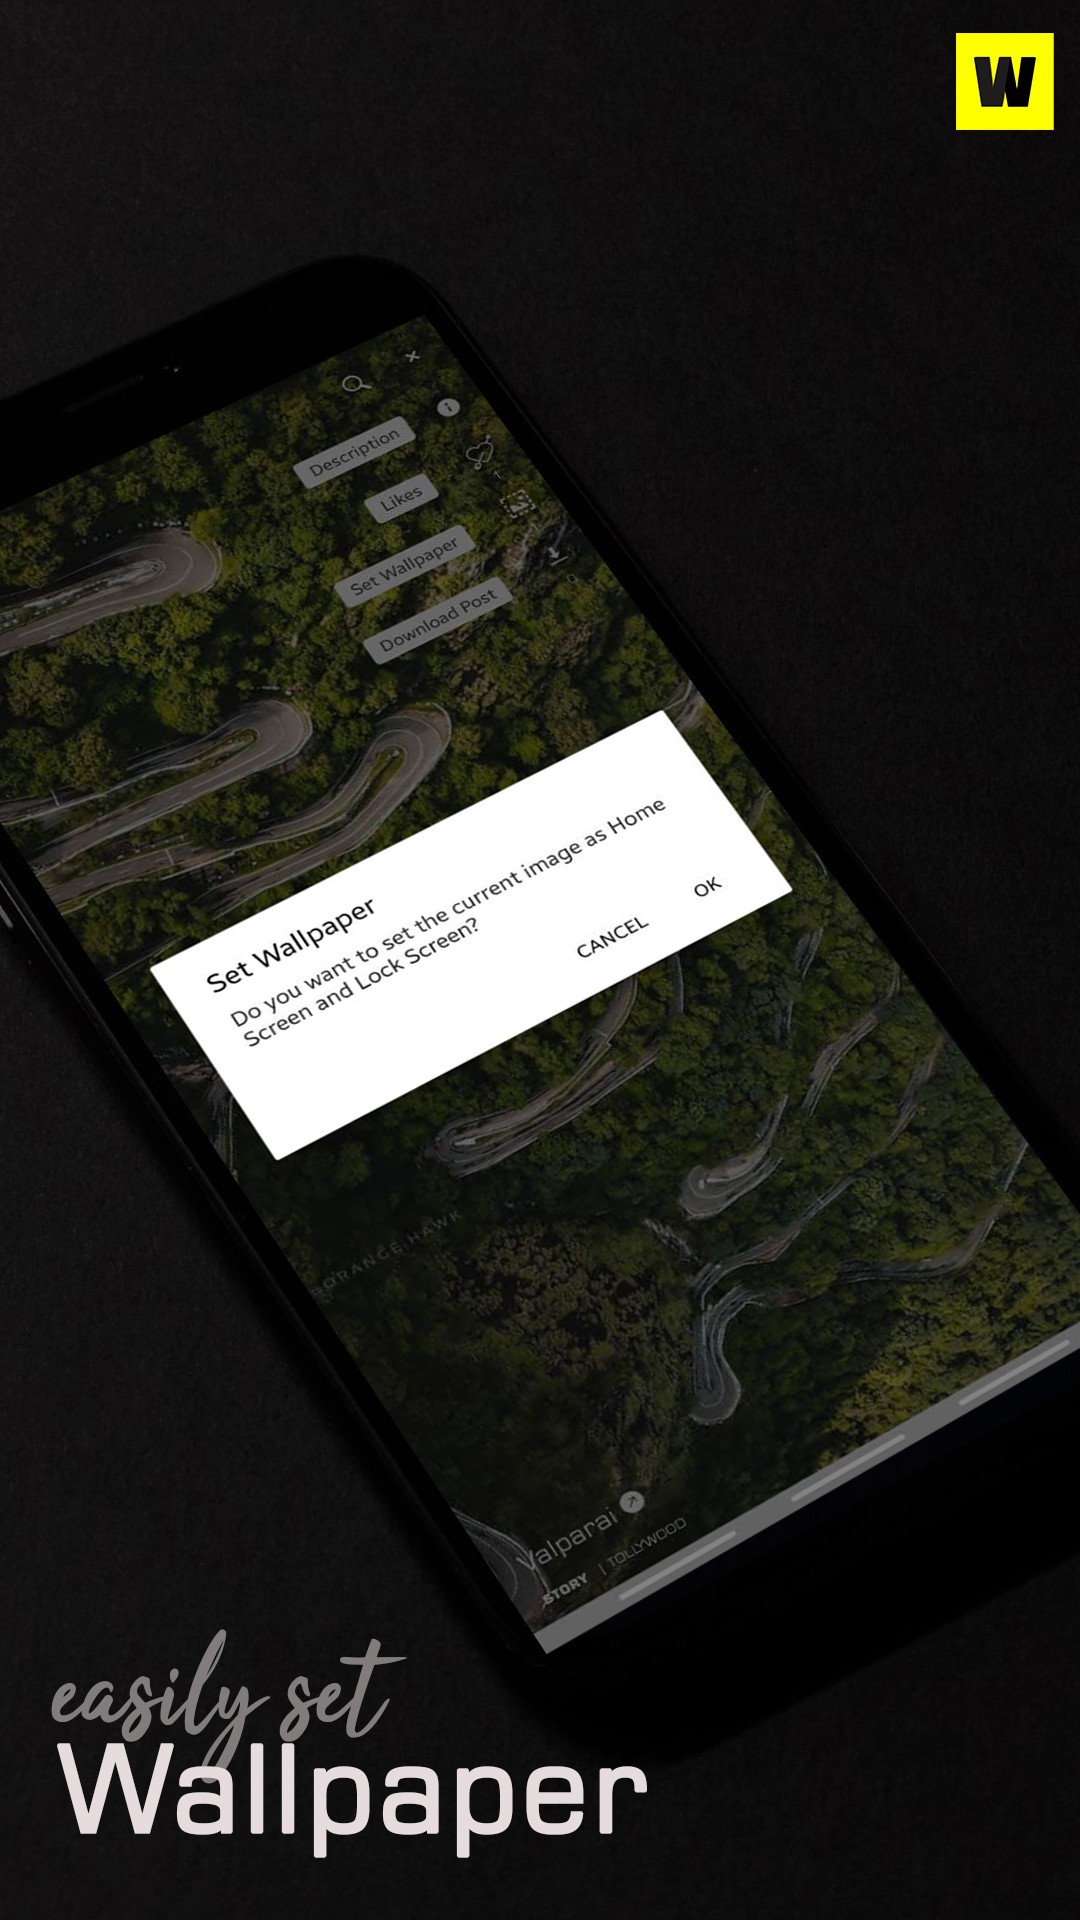 W
Description
Likes
Set Wallpaper
Download Post
Set Wallpaper
Do you want to set the current image as Home
Screen and Lock Screen?
CANCEL OK
ORANGE HAWK
Valparai
STORY | TOLLYWOOD
easily set
Wallpaper